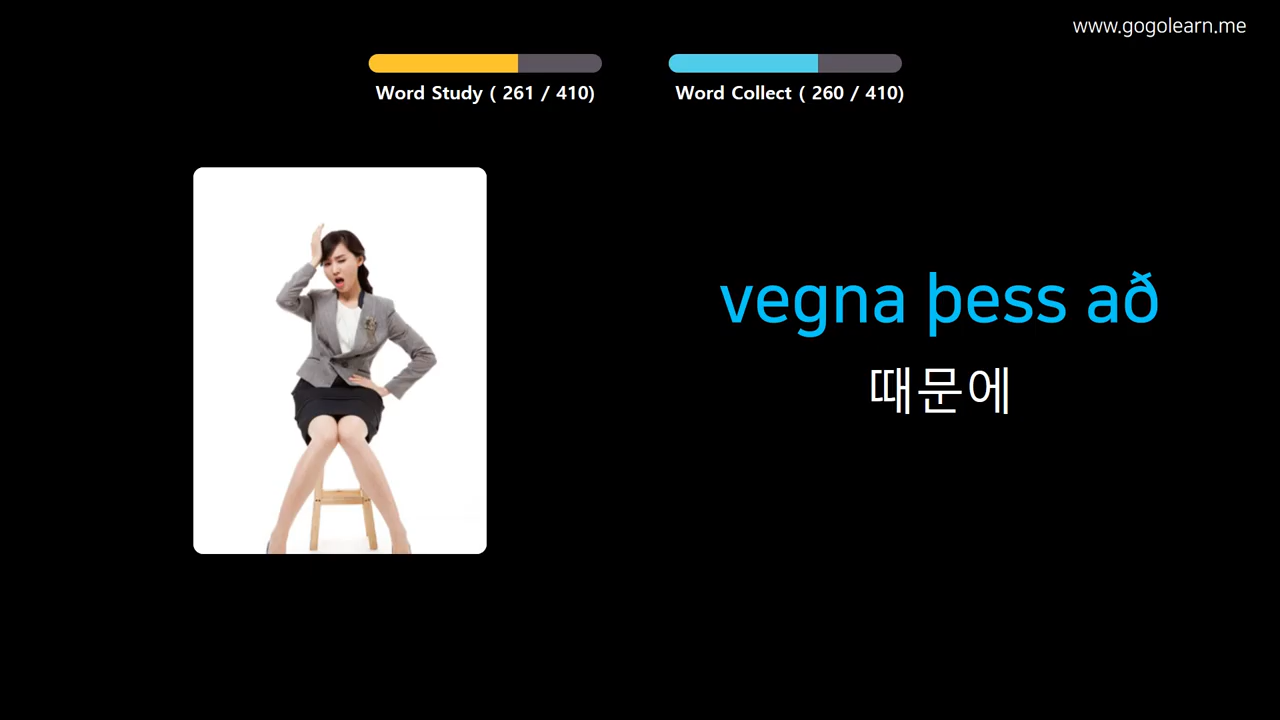 www.gogolearn.me
Word Study ( 261 / 410)
Word Collect ( 260 / 410)
vegna þess að
때문에